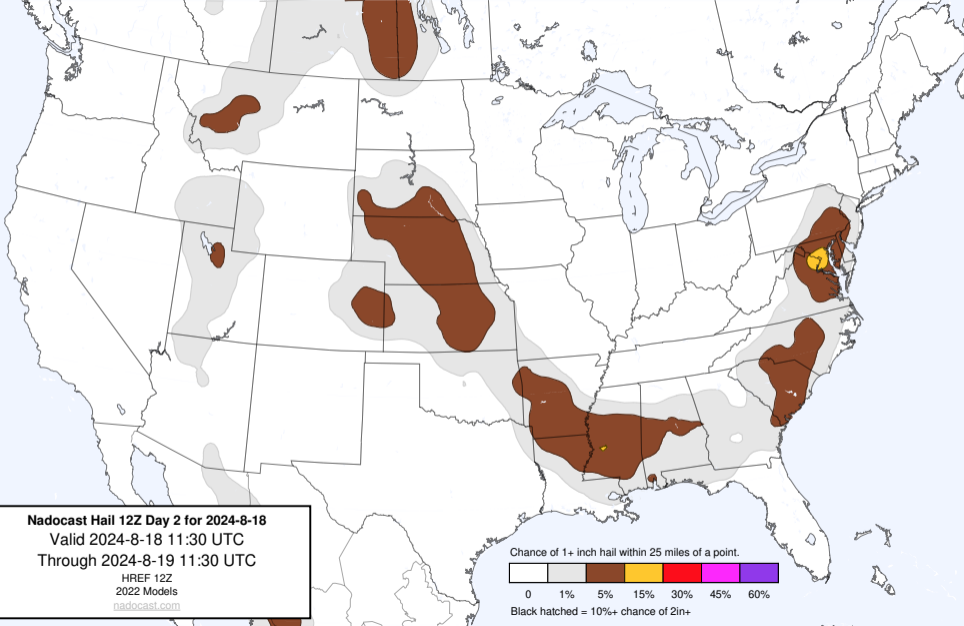 Nadocast Hail 12Z Day 2 for 2024-8-18
Valid 2024-8-18 11:30 UTC
Through 2024-8-19 11:30 UTC
HREF 12Z
2022 Models
nadocast.com
Chance of 1+ inch hail within 25 miles of a point.
0 1% 5% 15% 30% 45% 60%
Black hatched = 10%+ chance of 2in+